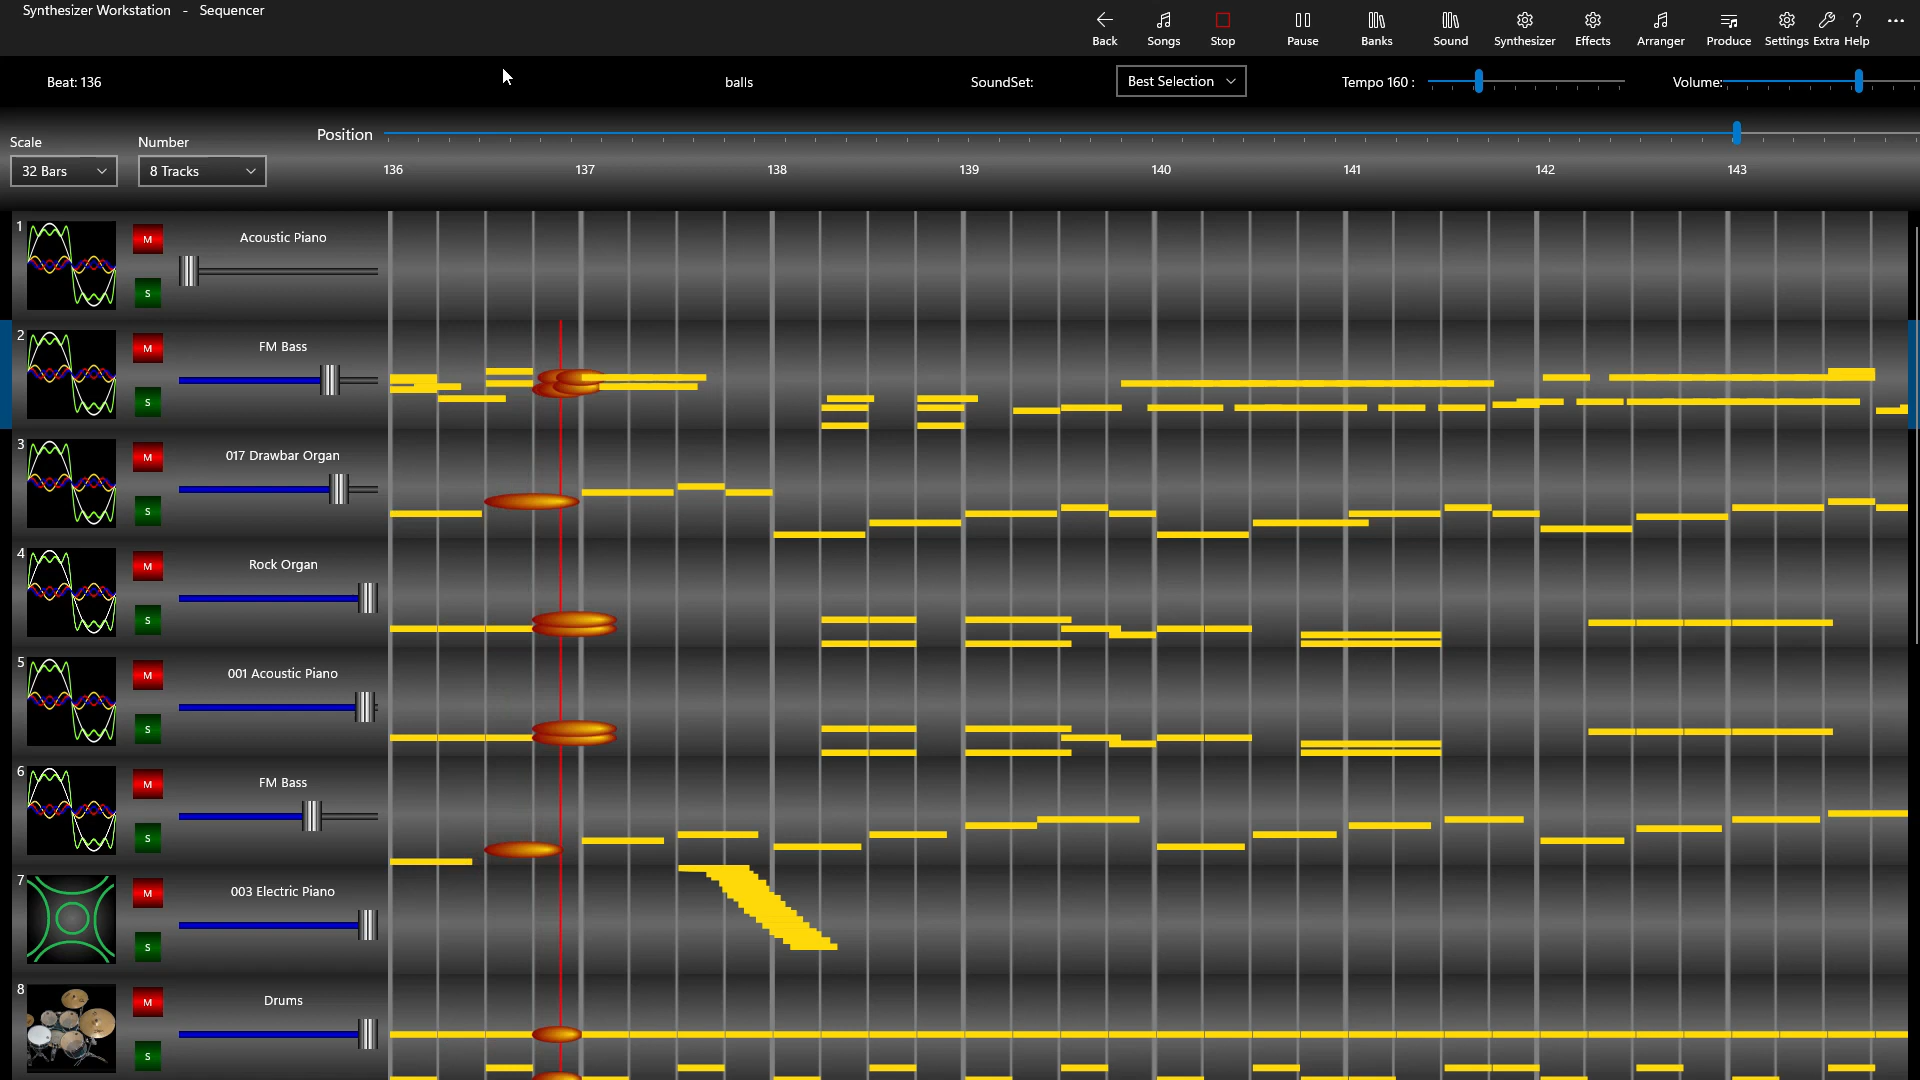 Synthesizer Workstation - Sequencer
Back Songs Stop Pause Banks Sound Synthesizer Effects Arranger Produce Settings Extra Help
Beat: 136 balls SoundSet: Best Selection Tempo 160 : Volume:
Position
Scale Number
32 Bars 8 Tracks
136 137 138 139 140 141 142 143
1 M Acoustic Piano
S
2 M FM Bass
S
3 M 017 Drawbar Organ
S
4 M Rock Organ
S
5 M 001 Acoustic Piano
S
6 M FM Bass
S
7 M 003 Electric Piano
S
8 M Drums
S